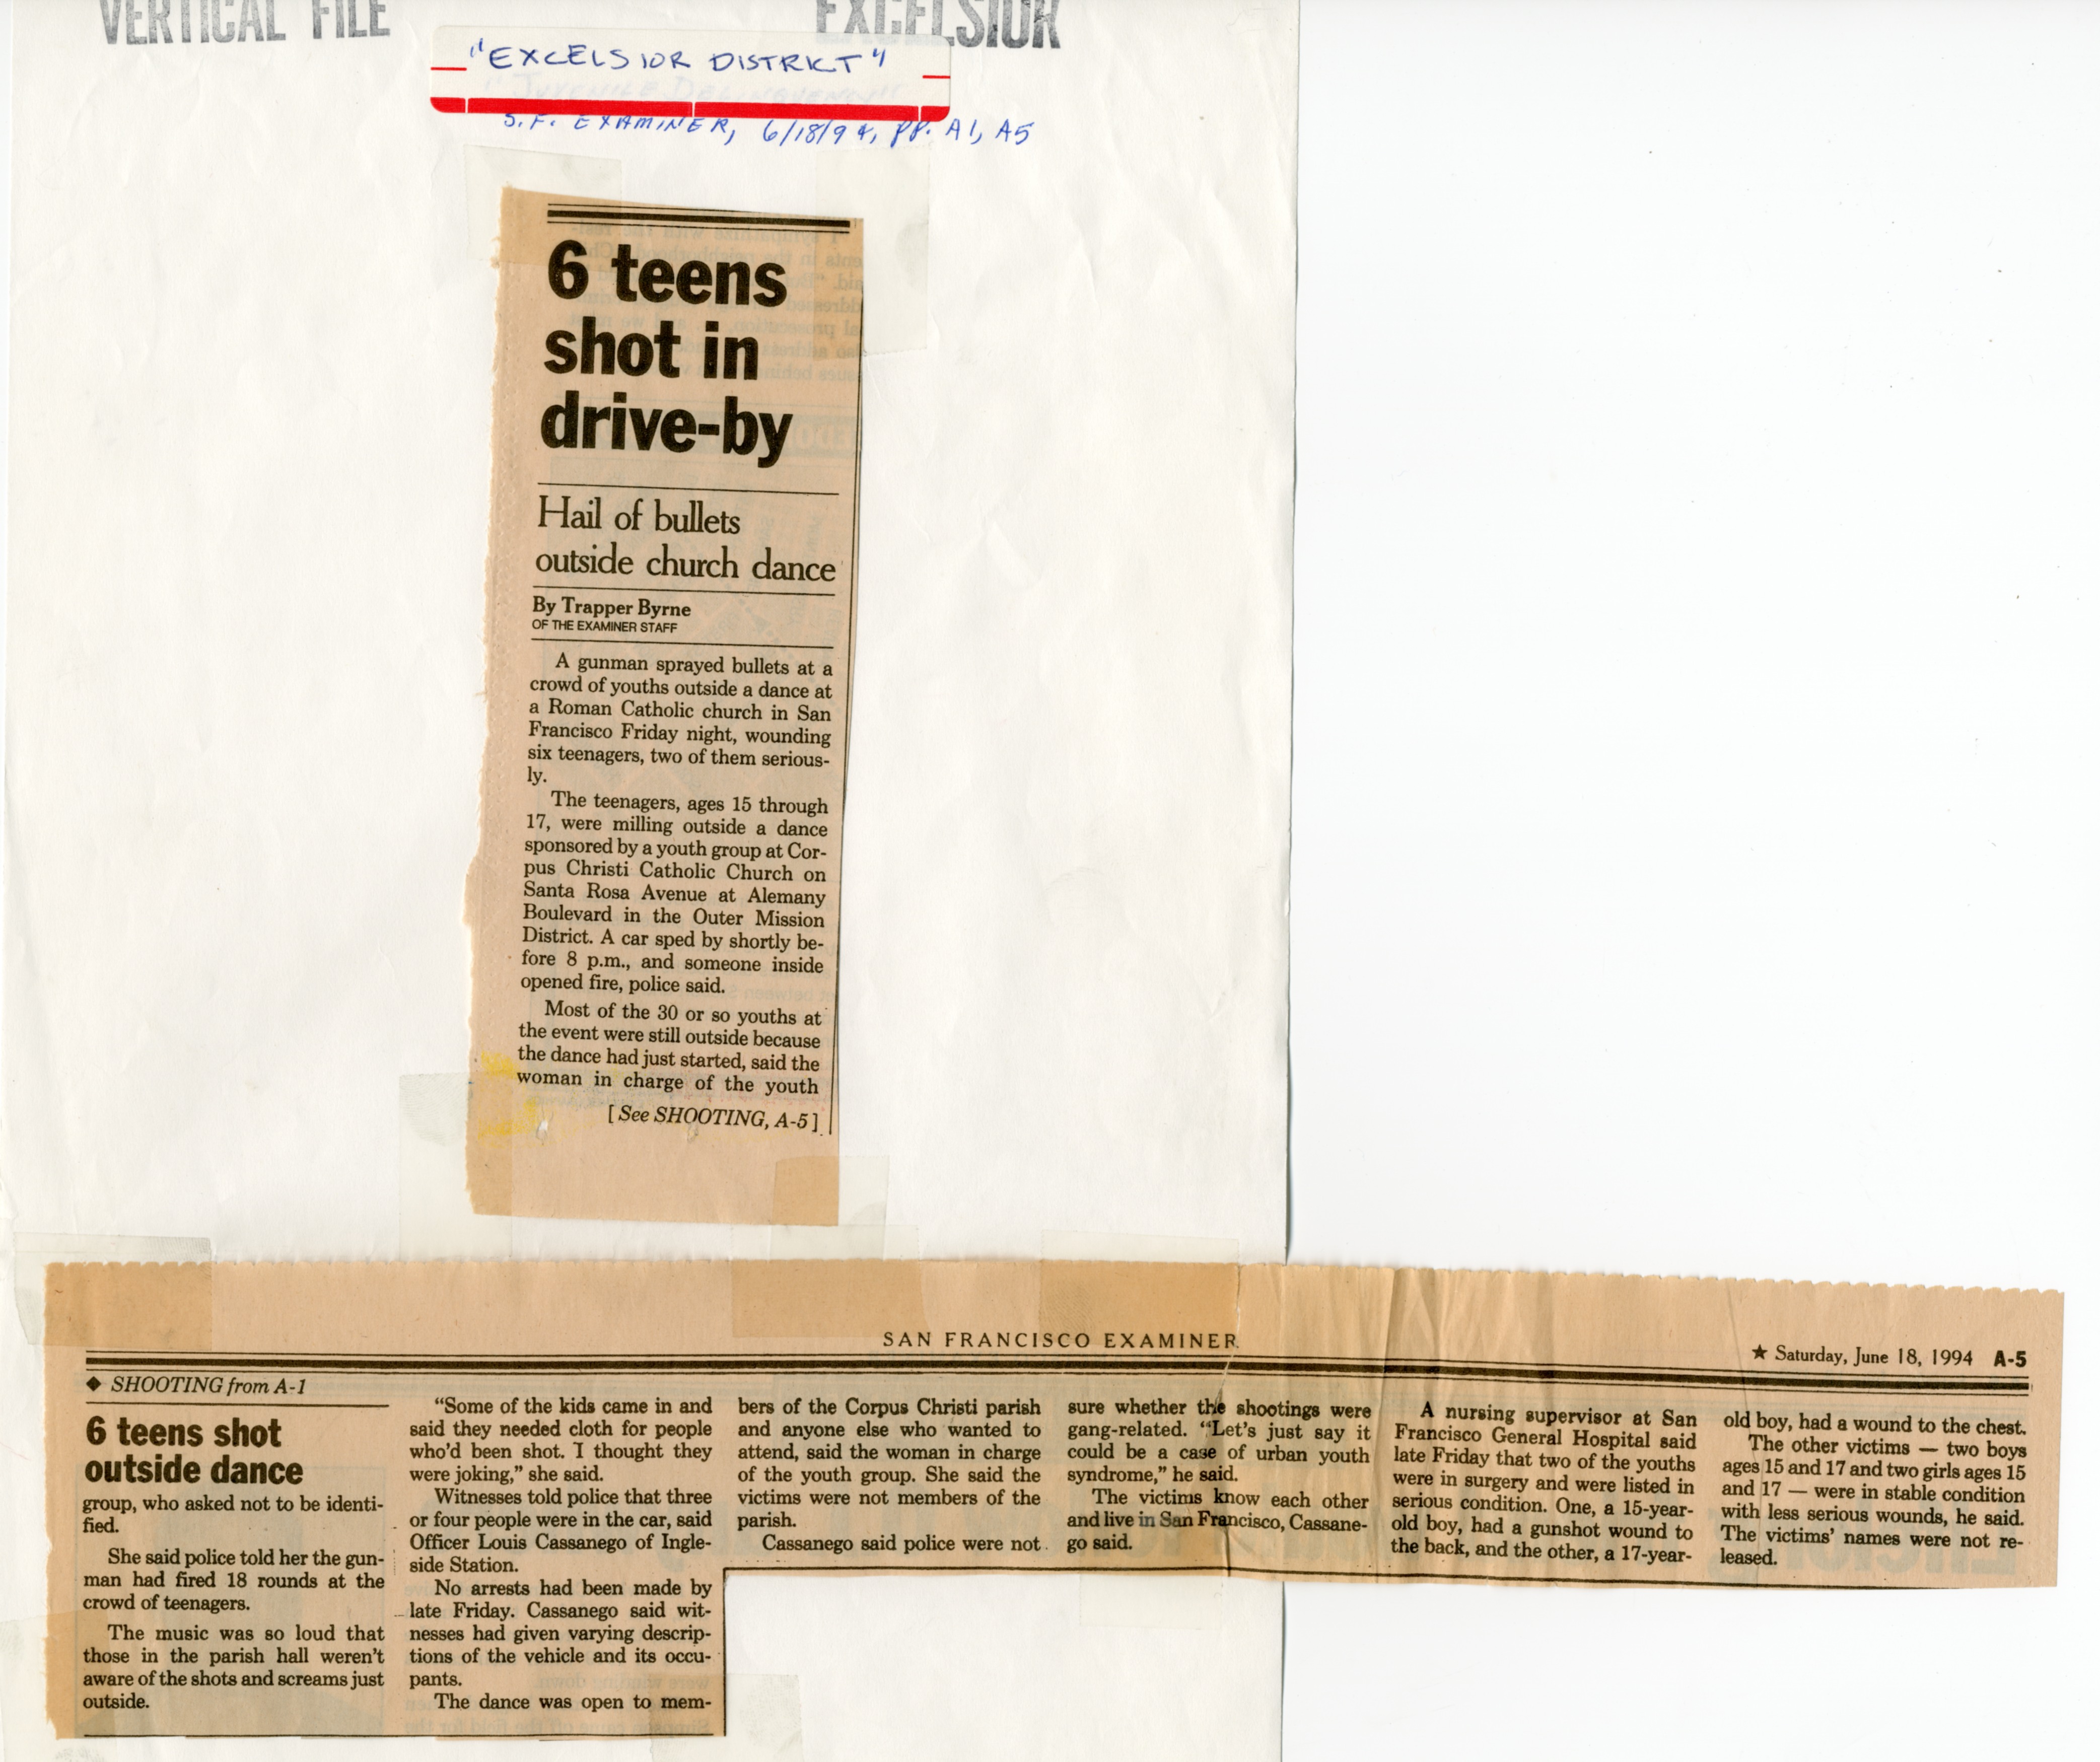 VERTICAL FILE
EXCELSIOR
"EXCELSIOR DISTRICT"
JUVENILE DELINQUENCY"
S.F. EXAMINER, 6/18/94, PP. A1, A5
6 teens
shot in
drive-by
Hail of bullets
outside church dance
By Trapper Byrne
OF THE EXAMINER STAFF
A gunman sprayed bullets at a
crowd of youths outside a dance at
a Roman Catholic church in San
Francisco Friday night, wounding
six teenagers, two of them serious-
ly.
The teenagers, ages 15 through
17, were milling outside a dance
sponsored by a youth group at Cor-
pus Christi Catholic Church on
Santa Rosa Avenue at Alemany
Boulevard in the Outer Mission
District. A car sped by shortly be-
fore 8 p.m., and someone inside
opened fire, police said.
Most of the 30 or so youths at
the event were still outside because
the dance had just started, said the
woman in charge of the youth
[See SHOOTING, A-5]
SAN FRANCISCO EXAMINER
★ Saturday, June 18, 1994 A-5
◆ SHOOTING from A-1
6 teens shot
outside dance
group, who asked not to be identi-
fied.
She said police told her the gun-
man had fired 18 rounds at the
crowd of teenagers.
The music was so loud that
those in the parish hall weren't
aware of the shots and screams just
outside.
"Some of the kids came in and
said they needed cloth for people
who'd been shot. I thought they
were joking," she said.
Witnesses told police that three
or four people were in the car, said
Officer Louis Cassanego of Ingle-
side Station.
No arrests had been made by
late Friday. Cassanego said wit-
nesses had given varying descrip-
tions of the vehicle and its occu-
pants.
The dance was open to mem-
bers of the Corpus Christi parish
and anyone else who wanted to
attend, said the woman in charge
of the youth group. She said the
victims were not members of the
parish.
Cassanego said police were not
sure whether the shootings were
gang-related. "Let's just say it
could be a case of urban youth
syndrome," he said.
The victims know each other
and live in San Francisco, Cassane-
go said.
A nursing supervisor at San
Francisco General Hospital said
late Friday that two of the youths
were in surgery and were listed in
serious condition. One, a 15-year-
old boy, had a gunshot wound to
the back, and the other, a 17-year-
old boy, had a wound to the chest.
The other victims — two boys
ages 15 and 17 and two girls ages 15
and 17 — were in stable condition
with less serious wounds, he said.
The victims' names were not re-
leased.